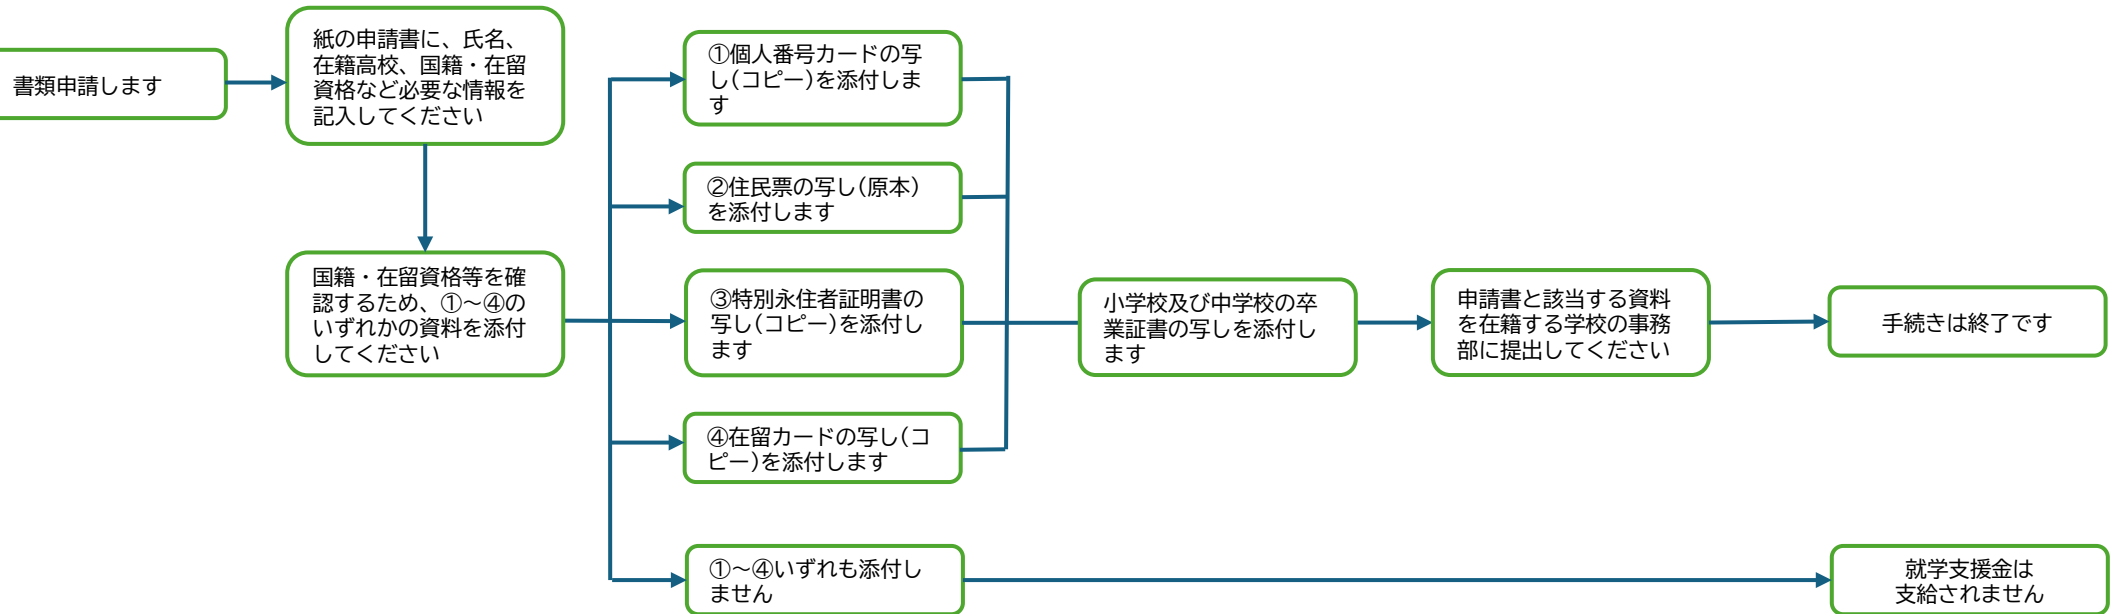 書類申請します
紙の申請書に、氏名、
在籍高校、国籍・在留
資格など必要な情報を
記入してください
国籍・在留資格等を確
認するため、①～④の
いずれかの資料を添付
してください
①個人番号カードの写
し(コピー)を添付しま
す
②住民票の写し(原本)
を添付します
③特別永住者証明書の
写し(コピー)を添付し
ます
④在留カードの写し(コ
ピー)を添付します
①～④いずれも添付し
ません
小学校及び中学校の卒
業証書の写しを添付し
ます
申請書と該当する資料
を在籍する学校の事務
部に提出してください
手続きは終了です
就学支援金は
支給されません